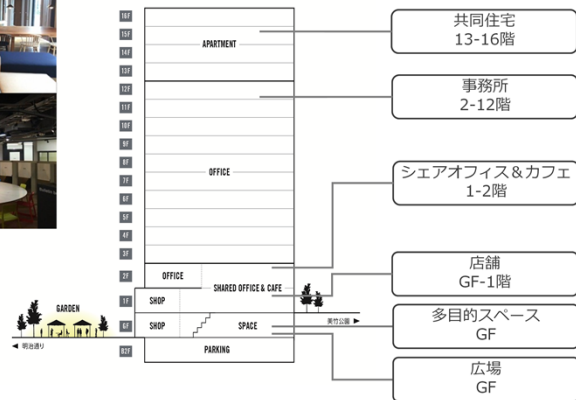 16F
15F
14F
13F
12F
11F
10F
9F
8F
7F
6F
5F
4F
3F
2F
1F
GF
B2F
APARTMENT
OFFICE
OFFICE
SHARED OFFICE & CAFE
SHOP
SHOP
SPACE
PARKING
GARDEN
明治通り
美竹公園
共同住宅
13-16階
事務所
2-12階
シェアオフィス＆カフェ
1-2階
店舗
GF-1階
多目的スペース
GF
広場
GF